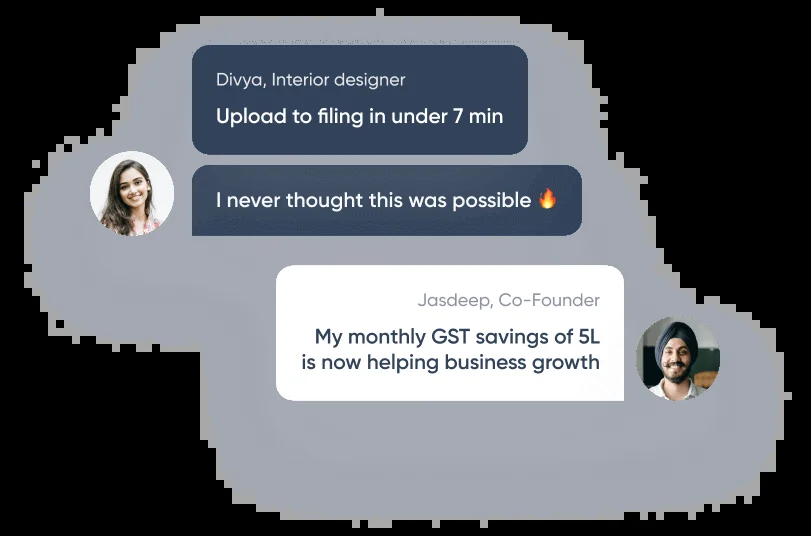 Divya, Interior designer
Upload to filing in under 7 min
I never thought this was possible 🔥
Jasdeep, Co-Founder
My monthly GST savings of 5L
is now helping business growth